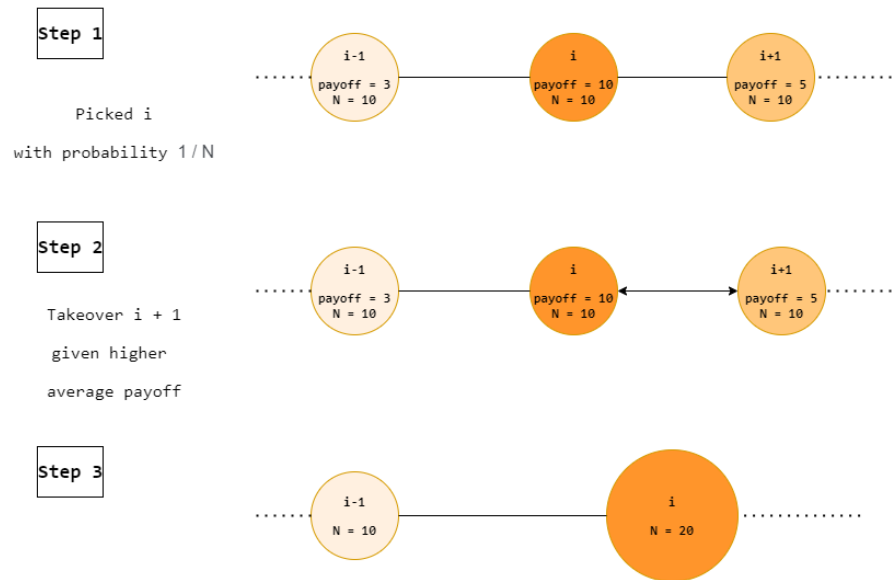 Step 1
Picked i
with probability 1 / N
i-1
payoff = 3
N = 10
i
payoff = 10
N = 10
i+1
payoff = 5
N = 10
Step 2
Takeover i + 1
given higher
average payoff
i-1
payoff = 3
N = 10
i
payoff = 10
N = 10
i+1
payoff = 5
N = 10
Step 3
i-1
N = 10
i
N = 20